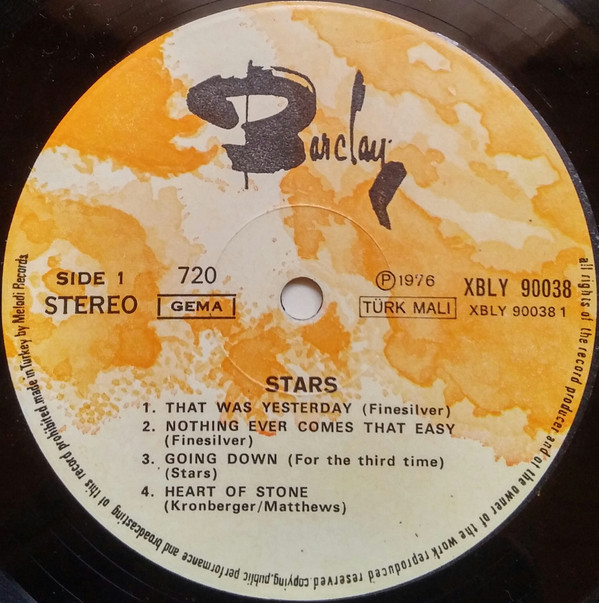 Barclay
SIDE 1
STEREO
720
GEMA
Ⓟ1976
TÜRK MALI
XBLY 90038
XBLY 90038 1
STARS
1. THAT WAS YESTERDAY (Finesilver)
2. NOTHING EVER COMES THAT EASY
(Finesilver)
3. GOING DOWN (For the third time)
(Stars)
4. HEART OF STONE
(Kronberger/Matthews)
all rights of the record producer and of the owner of the work reproduced reserved copying,public performance and broadcasting of this record prohibited made in Turkey by Melodi Records